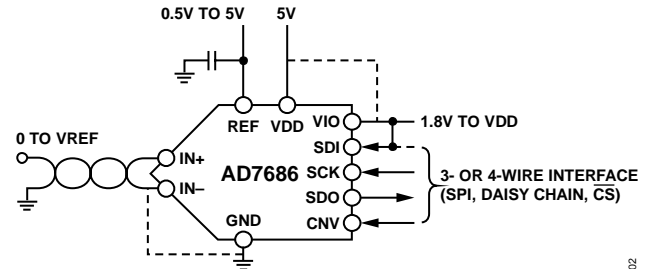 0.5V TO 5V 5V
REF VDD VIO 1.8V TO VDD
0 TO VREF
SDI
IN+
AD7686 SCK 3- OR 4-WIRE INTERFACE
(SPI, DAISY CHAIN, CS)
IN–
SDO
GND CNV
02